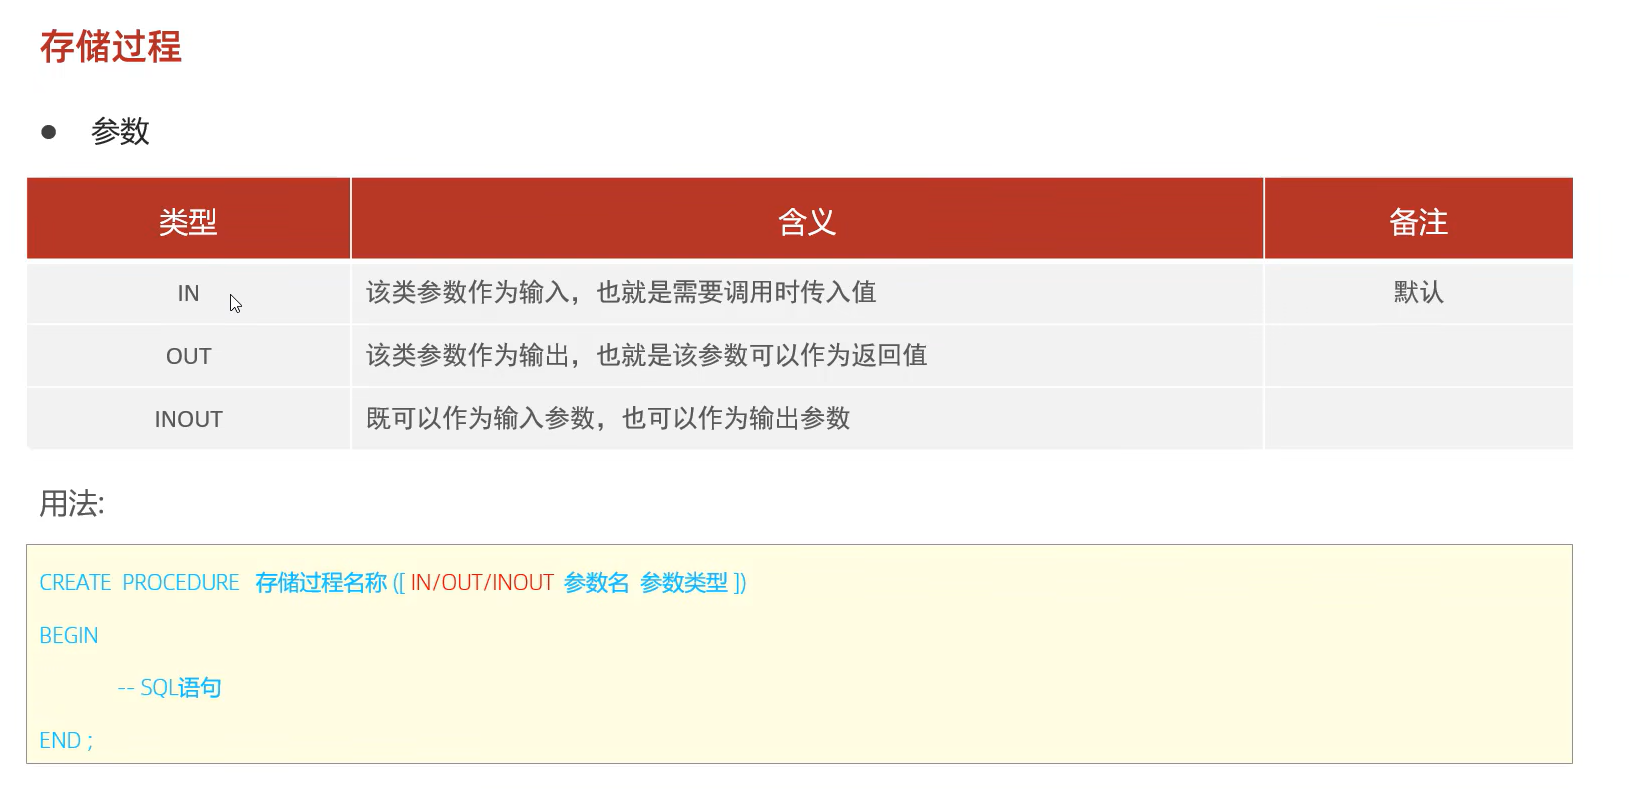 存储过程
● 参数
类型 含义 备注
IN 该类参数作为输入，也就是需要调用时传入值 默认
OUT 该类参数作为输出，也就是该参数可以作为返回值
INOUT 既可以作为输入参数，也可以作为输出参数
用法:
CREATE PROCEDURE 存储过程名称 ([ IN/OUT/INOUT 参数名 参数类型 ])
BEGIN
-- SQL语句
END ;